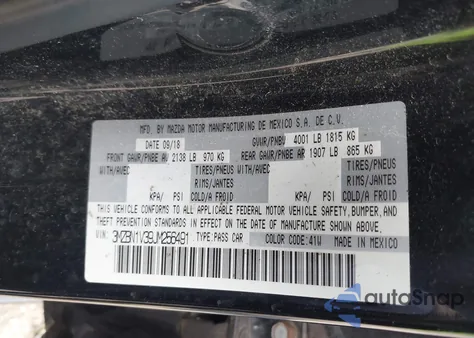 MFD. BY MAZDA MOTOR MANUFACTURING DE MEXICO S.A. DE C.V.
DATE 09/18 GVWR/PNBV 4001 LB 1815 KG
FRONT GAWR/PNBE AV 2138 LB 970 KG REAR GAWR/PNBE AR 1907 LB 865 KG
WITH/AVEC TIRES/PNEUS WITH/AVEC TIRES/PNEUS
RIMS/JANTES RIMS/JANTES
KPA/ PSI COLD/A FROID KPA/ PSI COLD/A FROID
THIS VEHICLE CONFORMS TO ALL APPLICABLE FEDERAL MOTOR VEHICLE SAFETY, BUMPER, AND
THEFT PREVENTION STANDARDS IN EFFECT ON THE DATE OF MANUFACTURE SHOWN ABOVE.
VIN: 3MZBN1V39JM256491 TYPE: PASS CAR COLOR CODE: 41W MADE IN MEXICO
autoSnap